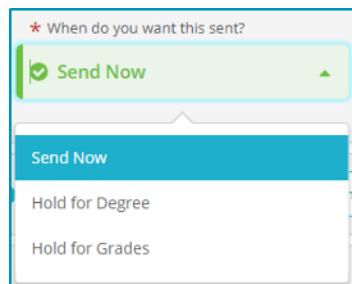 * When do you want this sent?
Send Now
Send Now
Hold for Degree
Hold for Grades